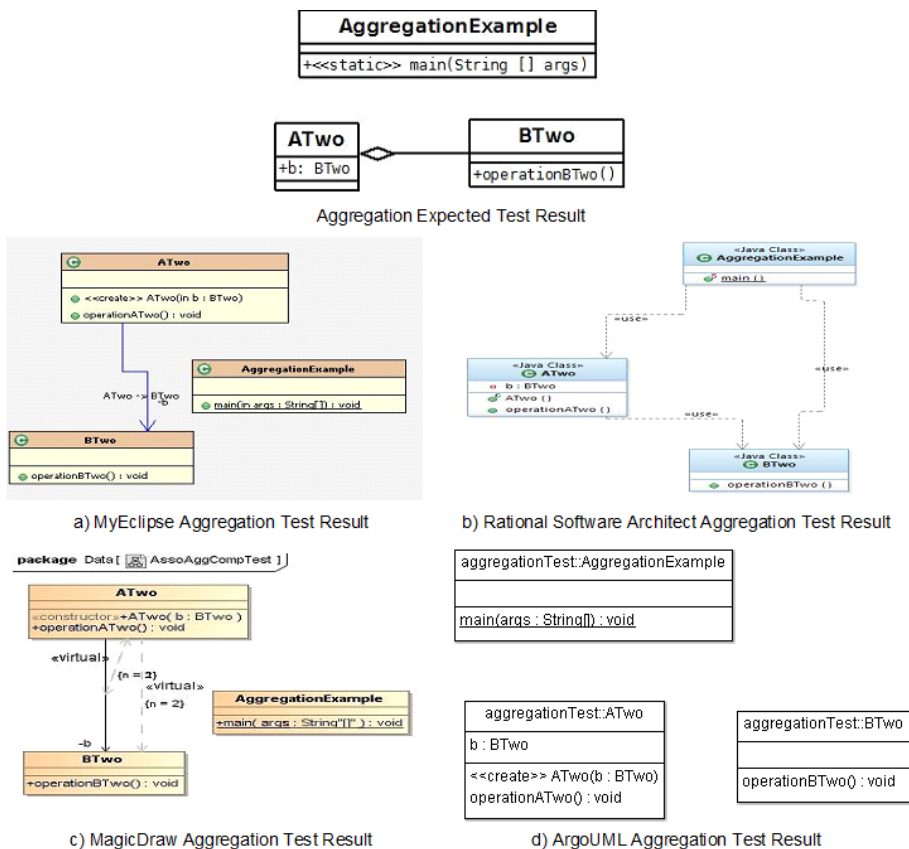 AggregationExample
+<<static>> main(String [] args)
ATwo
+b: BTwo
BTwo
+operationBTwo()
Aggregation Expected Test Result
ATwo
<<create>> ATwo(in b : BTwo)
operationATwo() : void
AggregationExample
main(in args : String[]) : void
ATwo -> BTwo
-b
BTwo
operationBTwo() : void
a) MyEclipse Aggregation Test Result
«Java Class»
AggregationExample
main ()
«use»
«use»
«Java Class»
ATwo
b : BTwo
ATwo ()
operationATwo ()
«use»
«Java Class»
BTwo
operationBTwo ()
b) Rational Software Architect Aggregation Test Result
package Data [ AssoAggCompTest ]
ATwo
«constructor»+ATwo( b : BTwo )
+operationATwo() : void
«virtual»
{n = 2}
«virtual»
{n = 2}
AggregationExample
+main( args : String"[]" ) : void
-b
BTwo
+operationBTwo() : void
c) MagicDraw Aggregation Test Result
aggregationTest::AggregationExample
main(args : String[]) : void
aggregationTest::ATwo
b : BTwo
<<create>> ATwo(b : BTwo)
operationATwo() : void
aggregationTest::BTwo
operationBTwo() : void
d) ArgoUML Aggregation Test Result